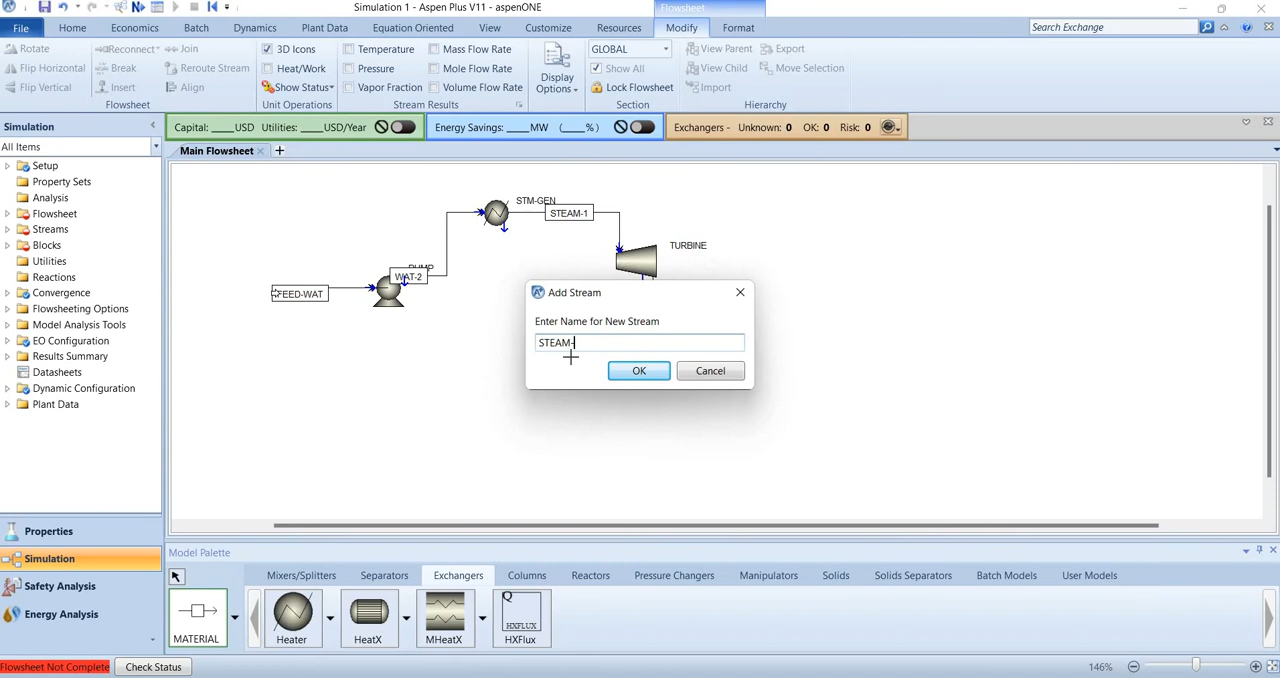 Simulation 1 - Aspen Plus V11 - aspenONE
Flowsheet
File Home Economics Batch Dynamics Plant Data Equation Oriented View Customize Resources Modify Format Search Exchange
Rotate Reconnect Join 3D Icons Temperature Mass Flow Rate GLOBAL View Parent Export
Flip Horizontal Break Reroute Stream Heat/Work Pressure Mole Flow Rate Display Options Show All View Child Move Selection
Flip Vertical Insert Align Show Status Vapor Fraction Volume Flow Rate Lock Flowsheet Import
Flowsheet Unit Operations Stream Results Section Hierarchy
Simulation
Capital: ____USD Utilities: ____USD/Year Energy Savings: ____MW (____%) Exchangers - Unknown: 0 OK: 0 Risk: 0
All Items
Main Flowsheet +
Setup
Property Sets
Analysis
Flowsheet
Streams
Blocks
Utilities
Reactions
Convergence
Flowsheeting Options
Model Analysis Tools
EO Configuration
Results Summary
Datasheets
Dynamic Configuration
Plant Data
STM-GEN
STEAM-1
TURBINE
PUMP
WAT-2
FEED-WAT
Add Stream
Enter Name for New Stream
STEAM-
OK Cancel
Properties
Simulation
Safety Analysis
Energy Analysis
Model Palette
Mixers/Splitters Separators Exchangers Columns Reactors Pressure Changers Manipulators Solids Solids Separators Batch Models User Models
Q
HXFLUX
MATERIAL Heater HeatX MHeatX HXFlux
Flowsheet Not Complete Check Status 146%